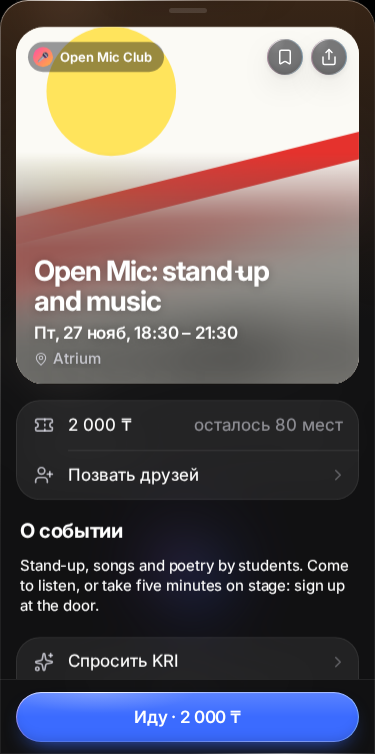 Open Mic Club
Open Mic: stand-up
and music
Пт, 27 нояб, 18:30 – 21:30
Atrium
2 000 ₸ осталось 80 мест
Позвать друзей
О событии
Stand-up, songs and poetry by students. Come
to listen, or take five minutes on stage: sign up
at the door.
Спросить KRI
Иду · 2 000 ₸